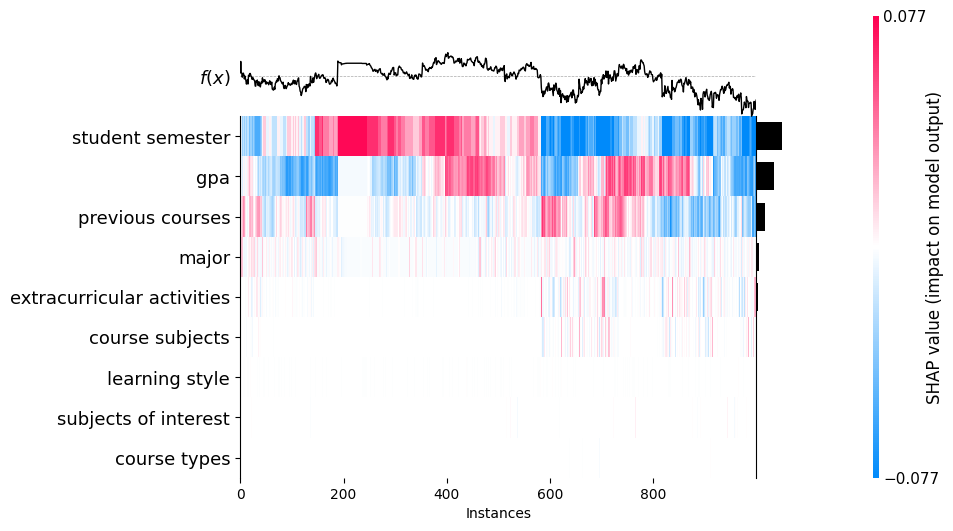 0.077
f(x)
student semester
gpa
previous courses
major
extracurricular activities
course subjects
learning style
subjects of interest
course types
0 200 400 600 800
Instances
−0.077
SHAP value (impact on model output)